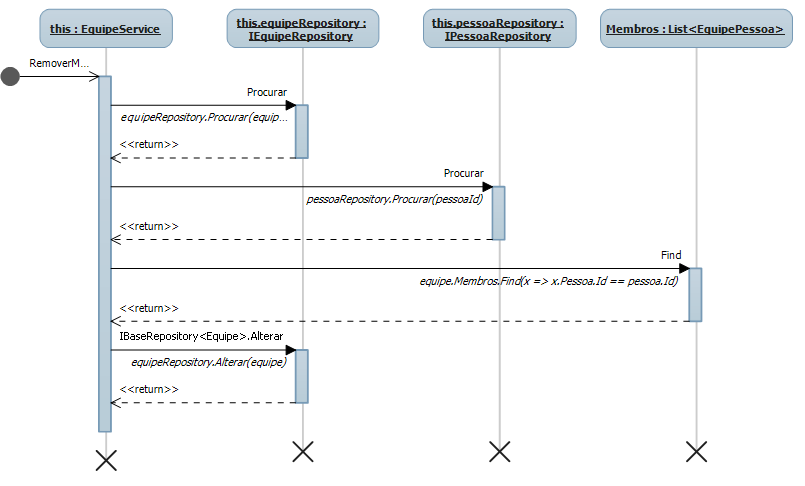 this : EquipeService
this.equipeRepository :
IEquipeRepository
this.pessoaRepository :
IPessoaRepository
Membros : List<EquipePessoa>
RemoverM...
Procurar
equipeRepository.Procurar(equip...
<<return>>
Procurar
pessoaRepository.Procurar(pessoaId)
<<return>>
Find
equipe.Membros.Find(x => x.Pessoa.Id == pessoa.Id)
<<return>>
IBaseRepository<Equipe>.Alterar
equipeRepository.Alterar(equipe)
<<return>>